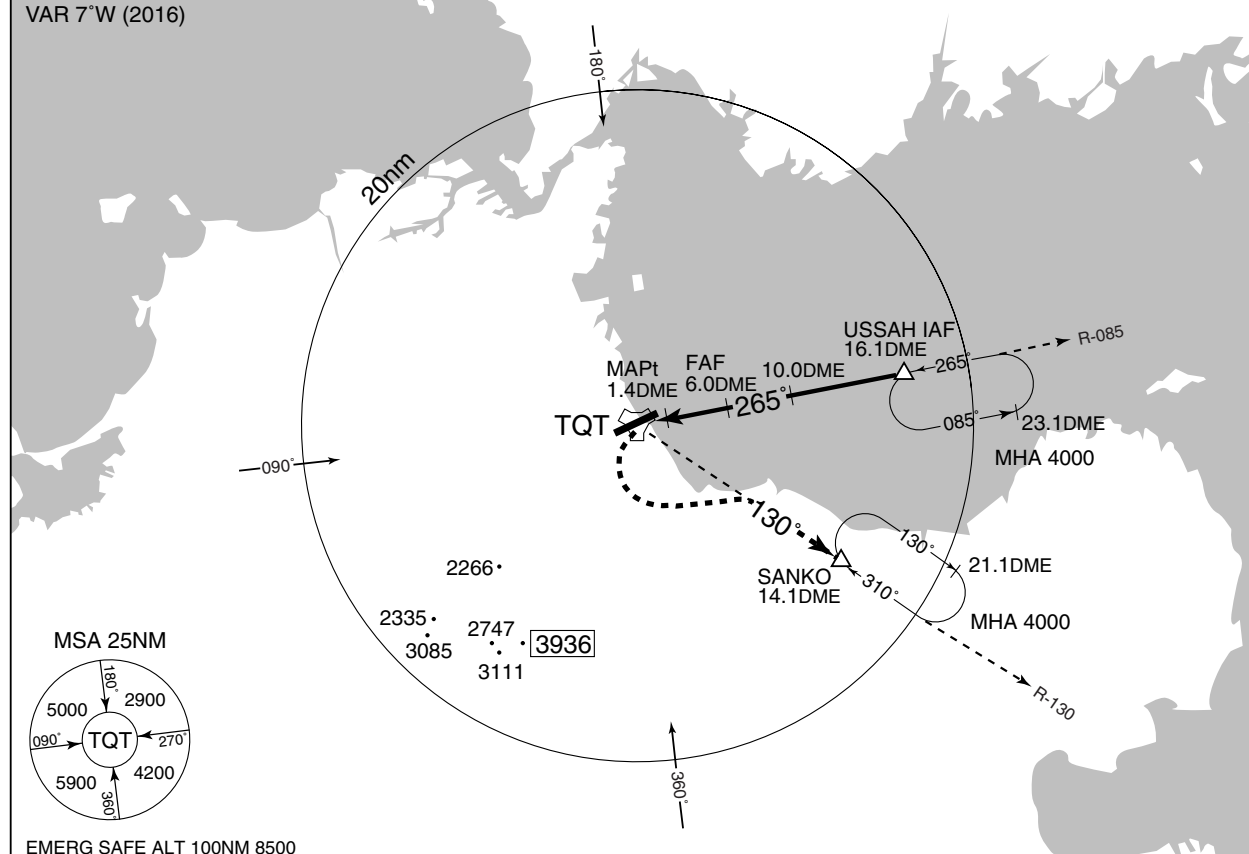 VAR 7°W (2016)
180°
20nm
USSAH IAF
16.1DME
R-085
265°
MAPt
1.4DME
FAF
6.0DME
10.0DME
265°
TQT
085°
23.1DME
MHA 4000
090°
130°
130°
21.1DME
SANKO
14.1DME
310°
MHA 4000
R-130
2266
2335
3085
2747
3936
3111
360°
MSA 25NM
180°
5000
2900
090°
TQT
270°
5900
4200
360°
EMERG SAFE ALT 100NM 8500